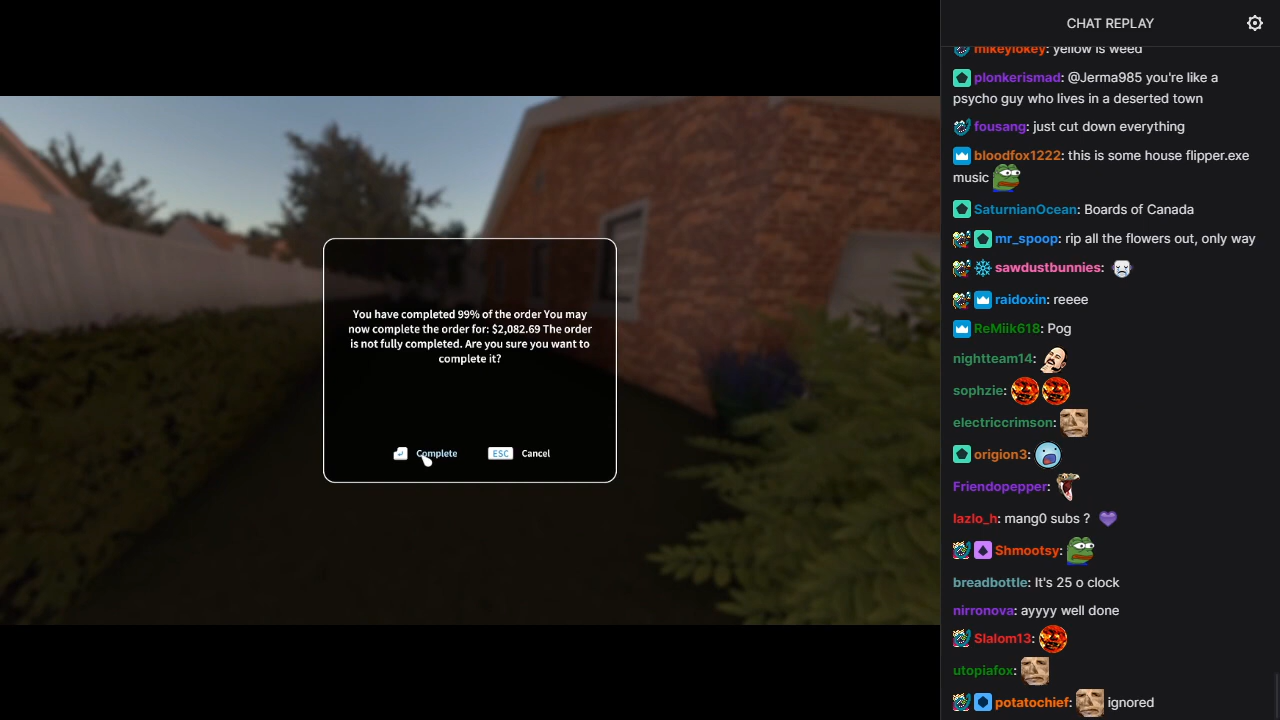 You have completed 99% of the order You may
now complete the order for: $2,082.69 The order
is not fully completed. Are you sure you want to
complete it?
Complete
ESC
Cancel
CHAT REPLAY
mikeylokey: yellow is weed
plonkerismad: @Jerma985 you're like a
psycho guy who lives in a deserted town
fousang: just cut down everything
bloodfox1222: this is some house flipper.exe
music
SaturnianOcean: Boards of Canada
mr_spoop: rip all the flowers out, only way
sawdustbunnies:
raidoxin: reeee
ReMiik618: Pog
nightteam14:
sophzie:
electriccrimson:
origion3:
Friendopepper:
lazlo_h: mang0 subs ?
Shmootsy:
breadbottle: It's 25 o clock
nirronova: ayyyy well done
Slalom13:
utopiafox:
potatochief: ignored